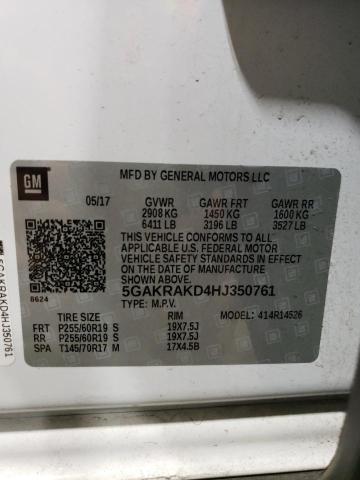 GM
MFD BY GENERAL MOTORS LLC
05/17 GVWR GAWR FRT GAWR RR
2908 KG 1450 KG 1600 KG
6411 LB 3196 LB 3527 LB
THIS VEHICLE CONFORMS TO ALL APPLICABLE
U.S. FEDERAL MOTOR
VEHICLE SAFETY STANDARDS IN EFFECT
ON THE DATE OF MANUFACTURE
SHOWN ABOVE.
5GAKRAKD4HJ350761
8624
TYPE: M.P.V.
MODEL: 414R14526
TIRE SIZE RIM
FRT P255/60R19 S 19X7.5J
RR P255/60R19 S 19X7.5J
SPA T145/70R17 M 17X4.5B
5GAKRAKD4HJ350761